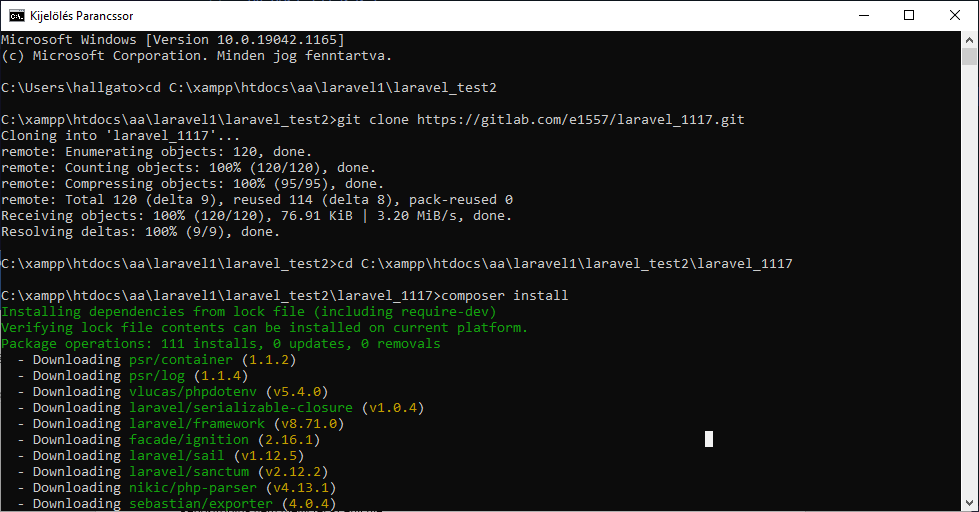 Kijelölés Parancssor
Microsoft Windows [Version 10.0.19042.1165]
(c) Microsoft Corporation. Minden jog fenntartva.
C:\Users\hallgato>cd C:\xampp\htdocs\aa\laravel1\laravel_test2
C:\xampp\htdocs\aa\laravel1\laravel_test2>git clone https://gitlab.com/e1557/laravel_1117.git
Cloning into 'laravel_1117'...
remote: Enumerating objects: 120, done.
remote: Counting objects: 100% (120/120), done.
remote: Compressing objects: 100% (95/95), done.
remote: Total 120 (delta 9), reused 114 (delta 8), pack-reused 0
Receiving objects: 100% (120/120), 76.91 KiB | 3.20 MiB/s, done.
Resolving deltas: 100% (9/9), done.
C:\xampp\htdocs\aa\laravel1\laravel_test2>cd C:\xampp\htdocs\aa\laravel1\laravel_test2\laravel_1117
C:\xampp\htdocs\aa\laravel1\laravel_test2\laravel_1117>composer install
Installing dependencies from lock file (including require-dev)
Verifying lock file contents can be installed on current platform.
Package operations: 111 installs, 0 updates, 0 removals
- Downloading psr/container (1.1.2)
- Downloading psr/log (1.1.4)
- Downloading vlucas/phpdotenv (v5.4.0)
- Downloading laravel/serializable-closure (v1.0.4)
- Downloading laravel/framework (v8.71.0)
- Downloading facade/ignition (2.16.1)
- Downloading laravel/sail (v1.12.5)
- Downloading laravel/sanctum (v2.12.2)
- Downloading nikic/php-parser (v4.13.1)
- Downloading sebastian/exporter (4.0.4)